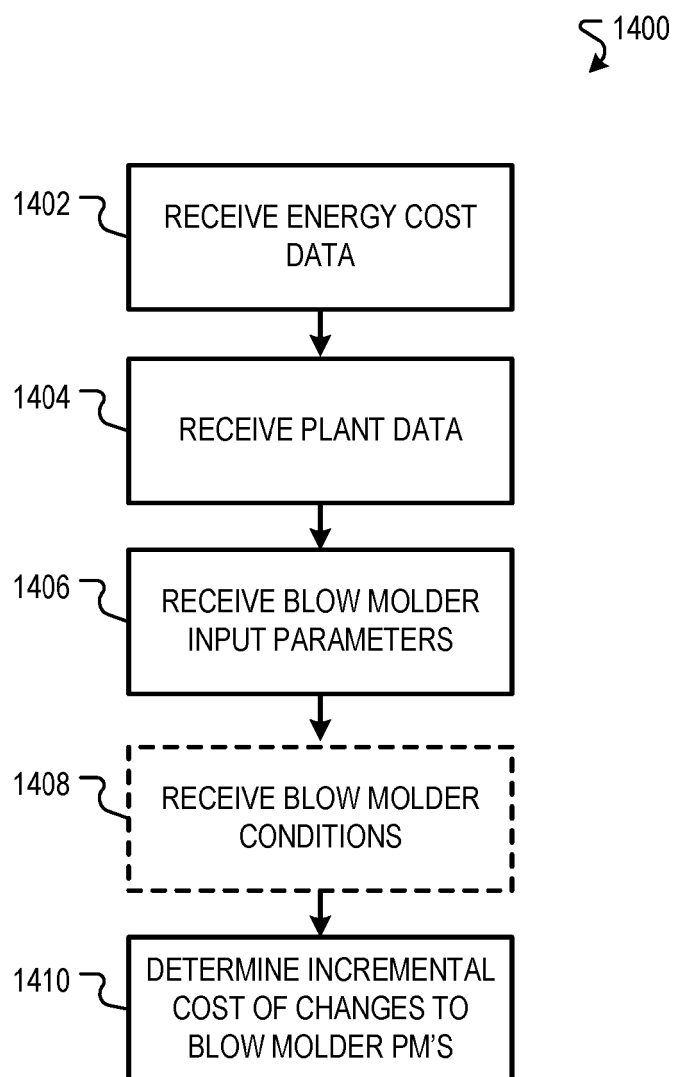 1400
1402
RECEIVE ENERGY COST
DATA
1404
RECEIVE PLANT DATA
1406
RECEIVE BLOW MOLDER
INPUT PARAMETERS
1408
RECEIVE BLOW MOLDER
CONDITIONS
1410
DETERMINE INCREMENTAL
COST OF CHANGES TO
BLOW MOLDER PM'S